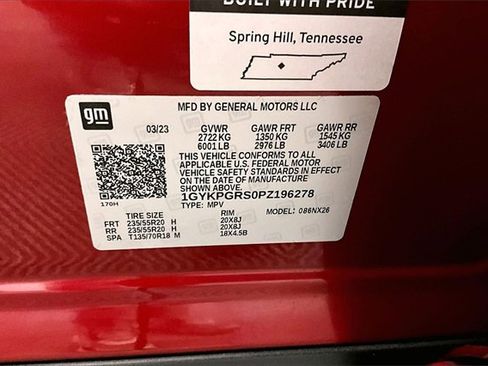 BUILT WITH PRIDE
Spring Hill, Tennessee
gm
MFD BY GENERAL MOTORS LLC
03/23 GVWR GAWR FRT GAWR RR
2722 KG 1350 KG 1545 KG
6001 LB 2976 LB 3406 LB
THIS VEHICLE CONFORMS TO ALL
APPLICABLE U.S. FEDERAL MOTOR
VEHICLE SAFETY STANDARDS IN EFFECT
ON THE DATE OF MANUFACTURE SHOWN ABOVE.
1GYKPGRS0PZ196278
170H TYPE: MPV MODEL: 086NX26
TIRE SIZE RIM
FRT 235/55R20 H 20X8J
RR 235/55R20 H 20X8J
SPA T135/70R18 M 18X4.5B